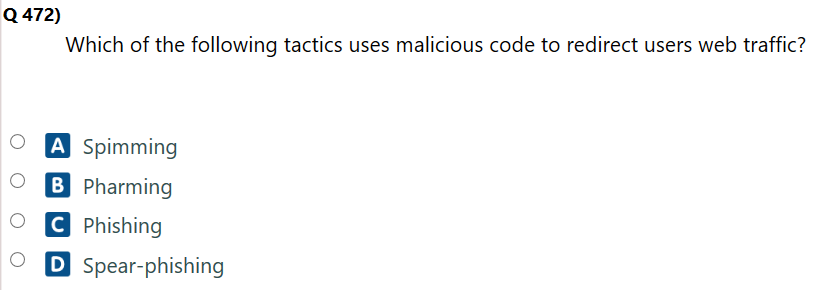 Q 472)
Which of the following tactics uses malicious code to redirect users web traffic?
A Spimming
B Pharming
C Phishing
D Spear-phishing